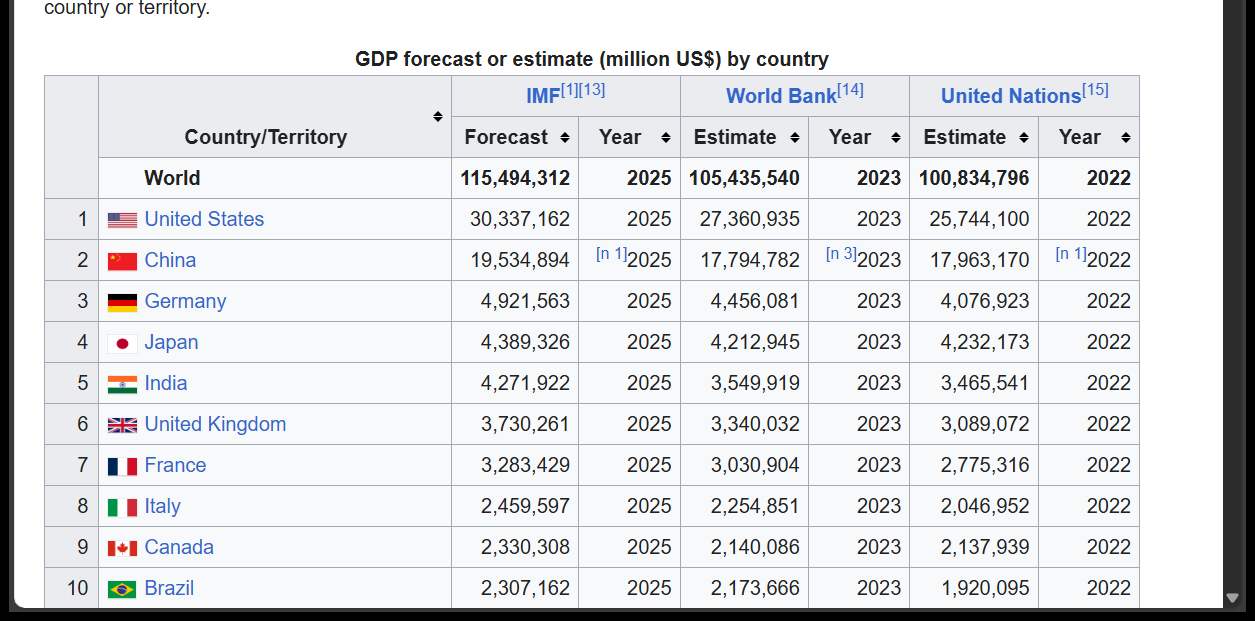 country or territory.
GDP forecast or estimate (million US$) by country
Country/Territory IMF[1][13] World Bank[14] United Nations[15]
Forecast Year Estimate Year Estimate Year
World 115,494,312 2025 105,435,540 2023 100,834,796 2022
1 United States 30,337,162 2025 27,360,935 2023 25,744,100 2022
2 China 19,534,894 [n 1]2025 17,794,782 [n 3]2023 17,963,170 [n 1]2022
3 Germany 4,921,563 2025 4,456,081 2023 4,076,923 2022
4 Japan 4,389,326 2025 4,212,945 2023 4,232,173 2022
5 India 4,271,922 2025 3,549,919 2023 3,465,541 2022
6 United Kingdom 3,730,261 2025 3,340,032 2023 3,089,072 2022
7 France 3,283,429 2025 3,030,904 2023 2,775,316 2022
8 Italy 2,459,597 2025 2,254,851 2023 2,046,952 2022
9 Canada 2,330,308 2025 2,140,086 2023 2,137,939 2022
10 Brazil 2,307,162 2025 2,173,666 2023 1,920,095 2022